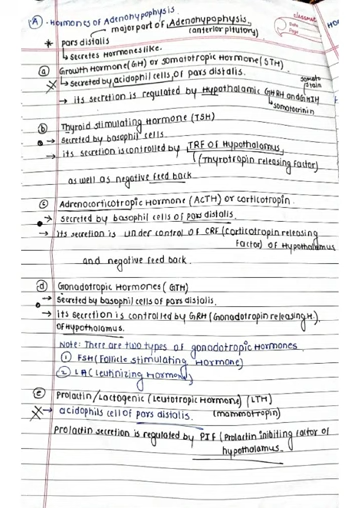 (A) - Hormones of Adenohypophysis
major part of Adenohypophysis,
* pars distalis (anterior pitutory)
↳ Secretes Hormones like.
(a) Growth Hormone (GH) or somatotropic Hormone (STH)
↳ Secreted by acidophil cells of pars distalis.
→ its secretion is regulated by Hypothalamic GHRH and GHIH
somatostain
↳ somatocrinin
(b) Thyroid stimulating Hormone (TSH)
→ Secreted by basophil cells.
→ its secretion is controlled by TRF of Hypothalamus
↳ (Thyrotropin releasing factor)
as well as negative feed back
(c) Adrenocorticotropic Hormone (ACTH) or corticotropin.
→ Secreted by basophil cells of pars distalis
→ its secretion is under control of CRF (corticotropin releasing
factor) of Hypothalamus
and negative feed back.
(d) Gonadotropic Hormones (GTH)
→ Secreted by basophil cells of pars distalis.
→ its secretion is controlled by GnRH (Gonadotropin releasing H.)
of Hypothalamus.
Note: There are two types of gonadotropic Hormones
(1) FSH (Follicle stimulating Hormone)
(2) LH (Leutinizing Hormone)
(e) Prolactin/Lactogenic (Leutotropic Hormone) (LTH)
→ acidophils cell of pars distalis. (mammotropin)
Prolactin secretion is regulated by PIF (Prolactin inibiting factor of
hypothalamus.